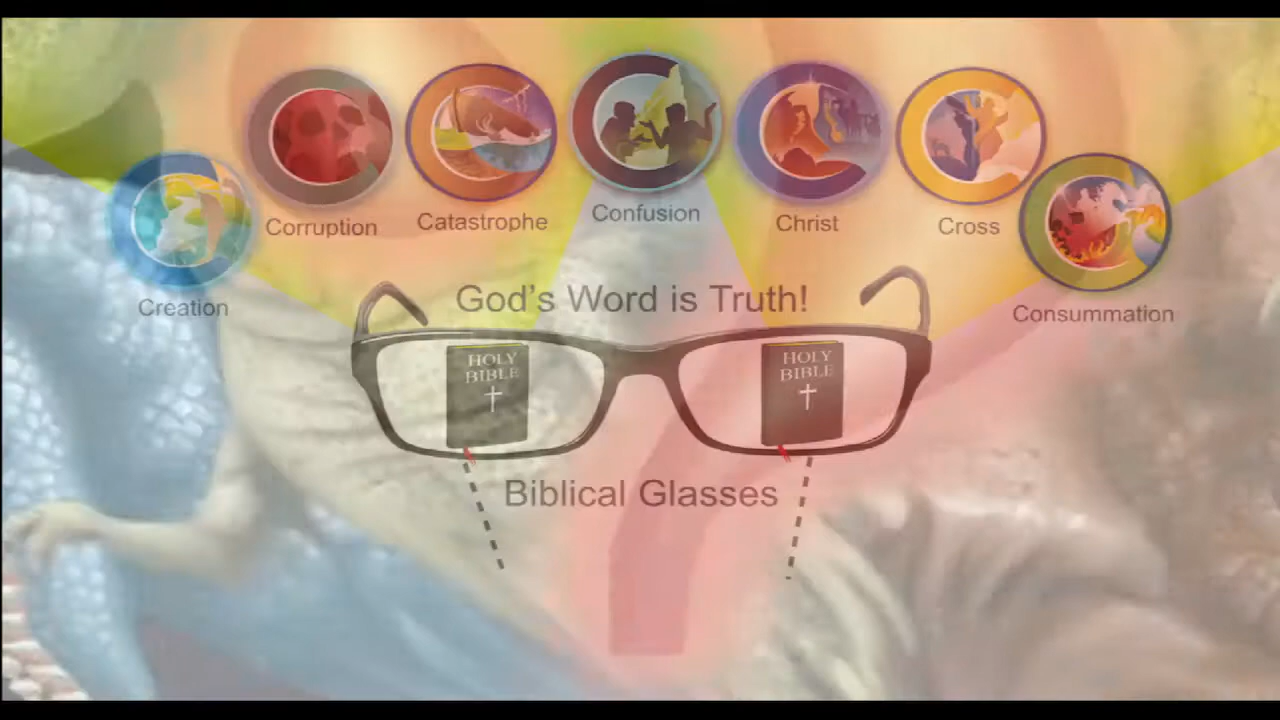 Creation
Corruption
Catastrophe
Confusion
Christ
Cross
Consummation
God's Word is Truth!
HOLY
BIBLE
HOLY
BIBLE
Biblical Glasses